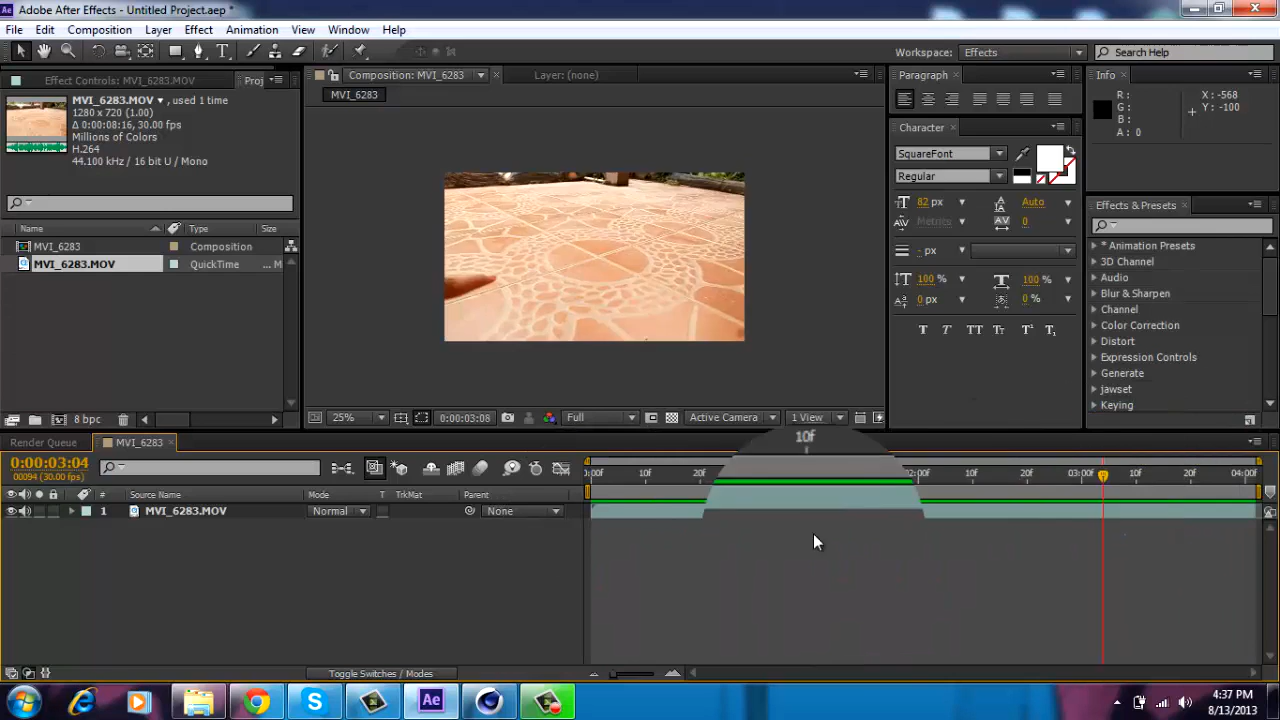 Adobe After Effects - Untitled Project.aep *
File Edit Composition Layer Effect Animation View Window Help
Workspace: Effects
Search Help
Effect Controls: MVI_6283.MOV
Proj
MVI_6283.MOV ▾, used 1 time
1280 x 720 (1.00)
Δ 0:00:08:16, 30.00 fps
Millions of Colors
H.264
44.100 kHz / 16 bit U / Mono
Name Type Size
MVI_6283 Composition
MVI_6283.MOV QuickTime ... M
8 bpc
Composition: MVI_6283
Layer: (none)
MVI_6283
25%
0:00:03:08
Full
Active Camera
1 View
Paragraph
Character
SquareFont
Regular
82 px
Auto
Metrics
0
- px
100 %
100 %
0 px
0 %
T T TT Tт T¹ T₁
Info
R :
G :
B :
A : 0
X : -568
Y : -100
Effects & Presets
* Animation Presets
3D Channel
Audio
Blur & Sharpen
Channel
Color Correction
Distort
Expression Controls
Generate
jawset
Keying
Render Queue
MVI_6283
0:00:03:04
00094 (30.00 fps)
# Source Name Mode T TrkMat Parent
1 MVI_6283.MOV Normal None
:00f 10f 20f 10f 02:00f 10f 20f 03:00f 10f 20f 04:00f
Toggle Switches / Modes
4:37 PM
8/13/2013